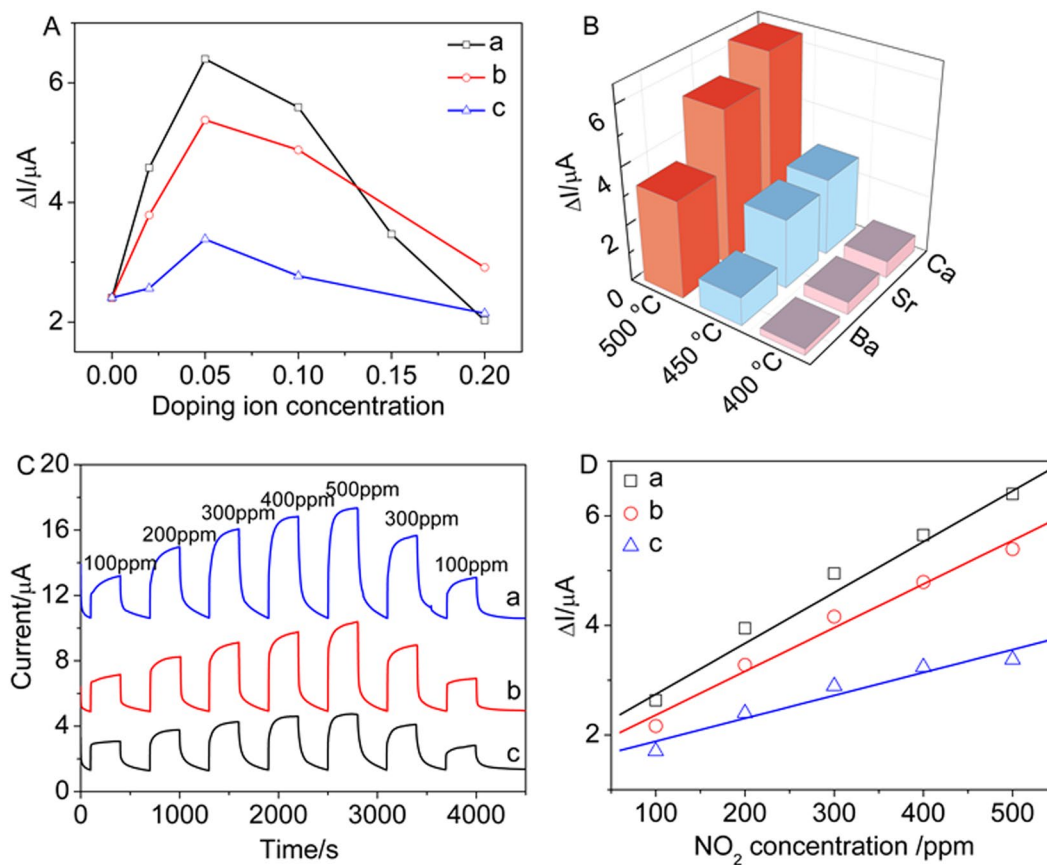 A
ΔI/μA
6
4
2
0.00 0.05 0.10 0.15 0.20
Doping ion concentration
a
b
c
B
ΔI/μA
6
4
2
0
500 °C
450 °C
400 °C
Ba
Sr
Ca
C
Current/μA
20
16
12
8
4
0
100ppm
200ppm
300ppm
400ppm
500ppm
300ppm
100ppm
a
b
c
0 1000 2000 3000 4000
Time/s
D
ΔI/μA
a
b
c
6
4
2
100 200 300 400 500
NO₂ concentration /ppm